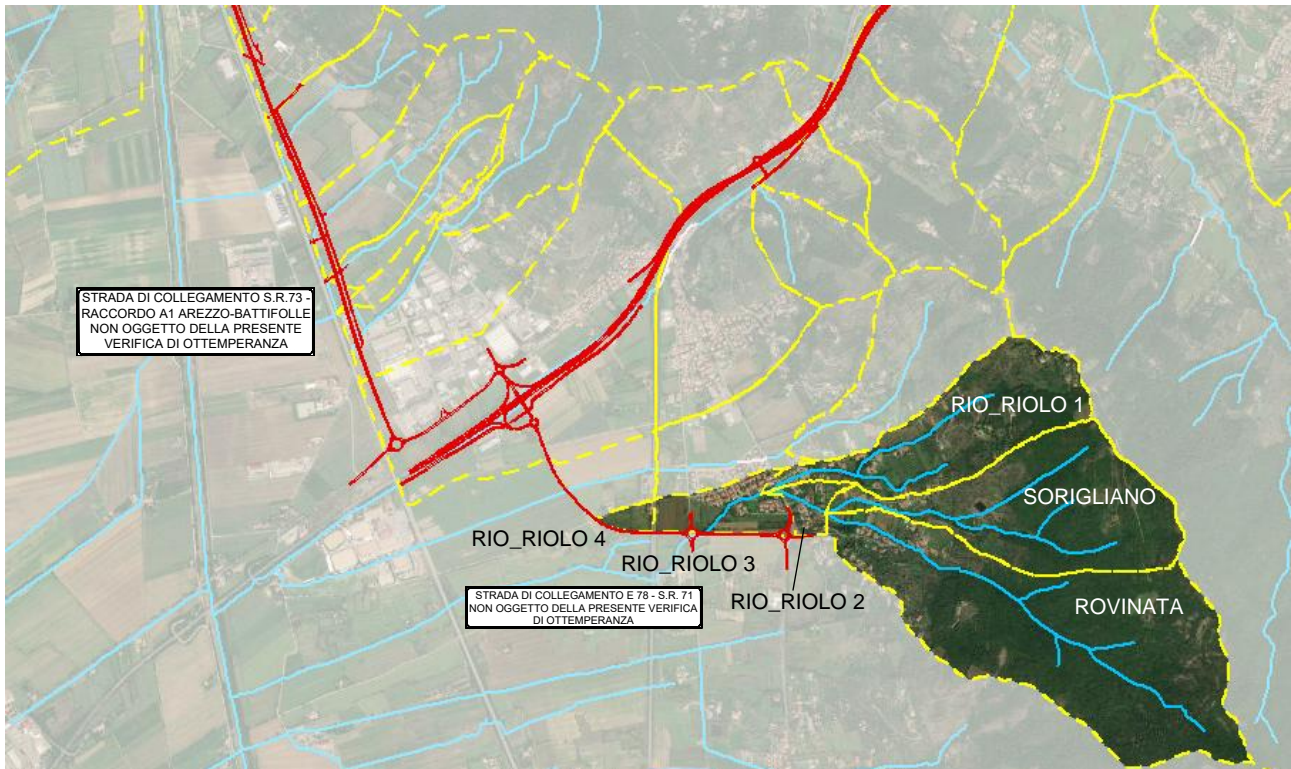 STRADA DI COLLEGAMENTO S.R.73 -
RACCORDO A1 AREZZO-BATTIFOLLE
NON OGGETTO DELLA PRESENTE
VERIFICA DI OTTEMPERANZA
RIO_RIOLO 1
SORIGLIANO
RIO_RIOLO 4
RIO_RIOLO 3
STRADA DI COLLEGAMENTO E 78 - S.R. 71
NON OGGETTO DELLA PRESENTE VERIFICA
DI OTTEMPERANZA
RIO_RIOLO 2
ROVINATA